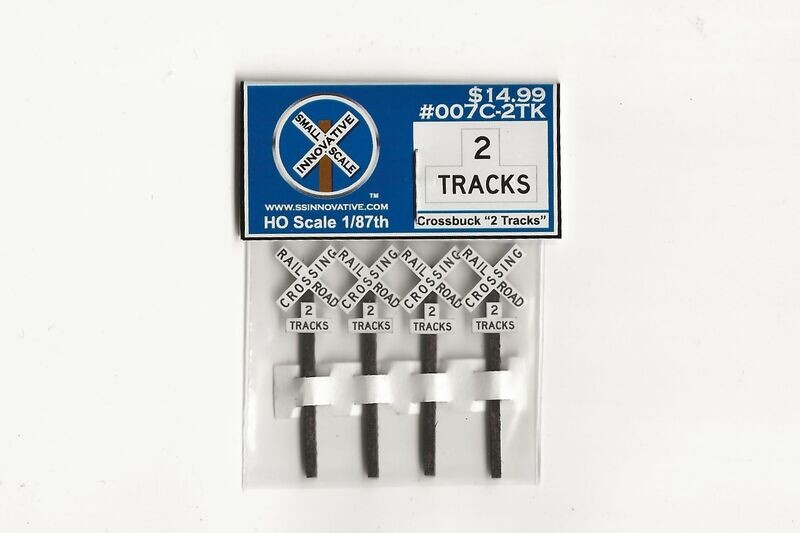 $14.99
#007C-2TK
SMALL SCALE
INNOVATIVE
TM
WWW.SSINNOVATIVE.COM
HO Scale 1/87th
2
TRACKS
Crossbuck "2 Tracks"
RAIL ROAD
CROSSING
2
TRACKS
RAIL ROAD
CROSSING
2
TRACKS
RAIL ROAD
CROSSING
2
TRACKS
RAIL ROAD
CROSSING
2
TRACKS